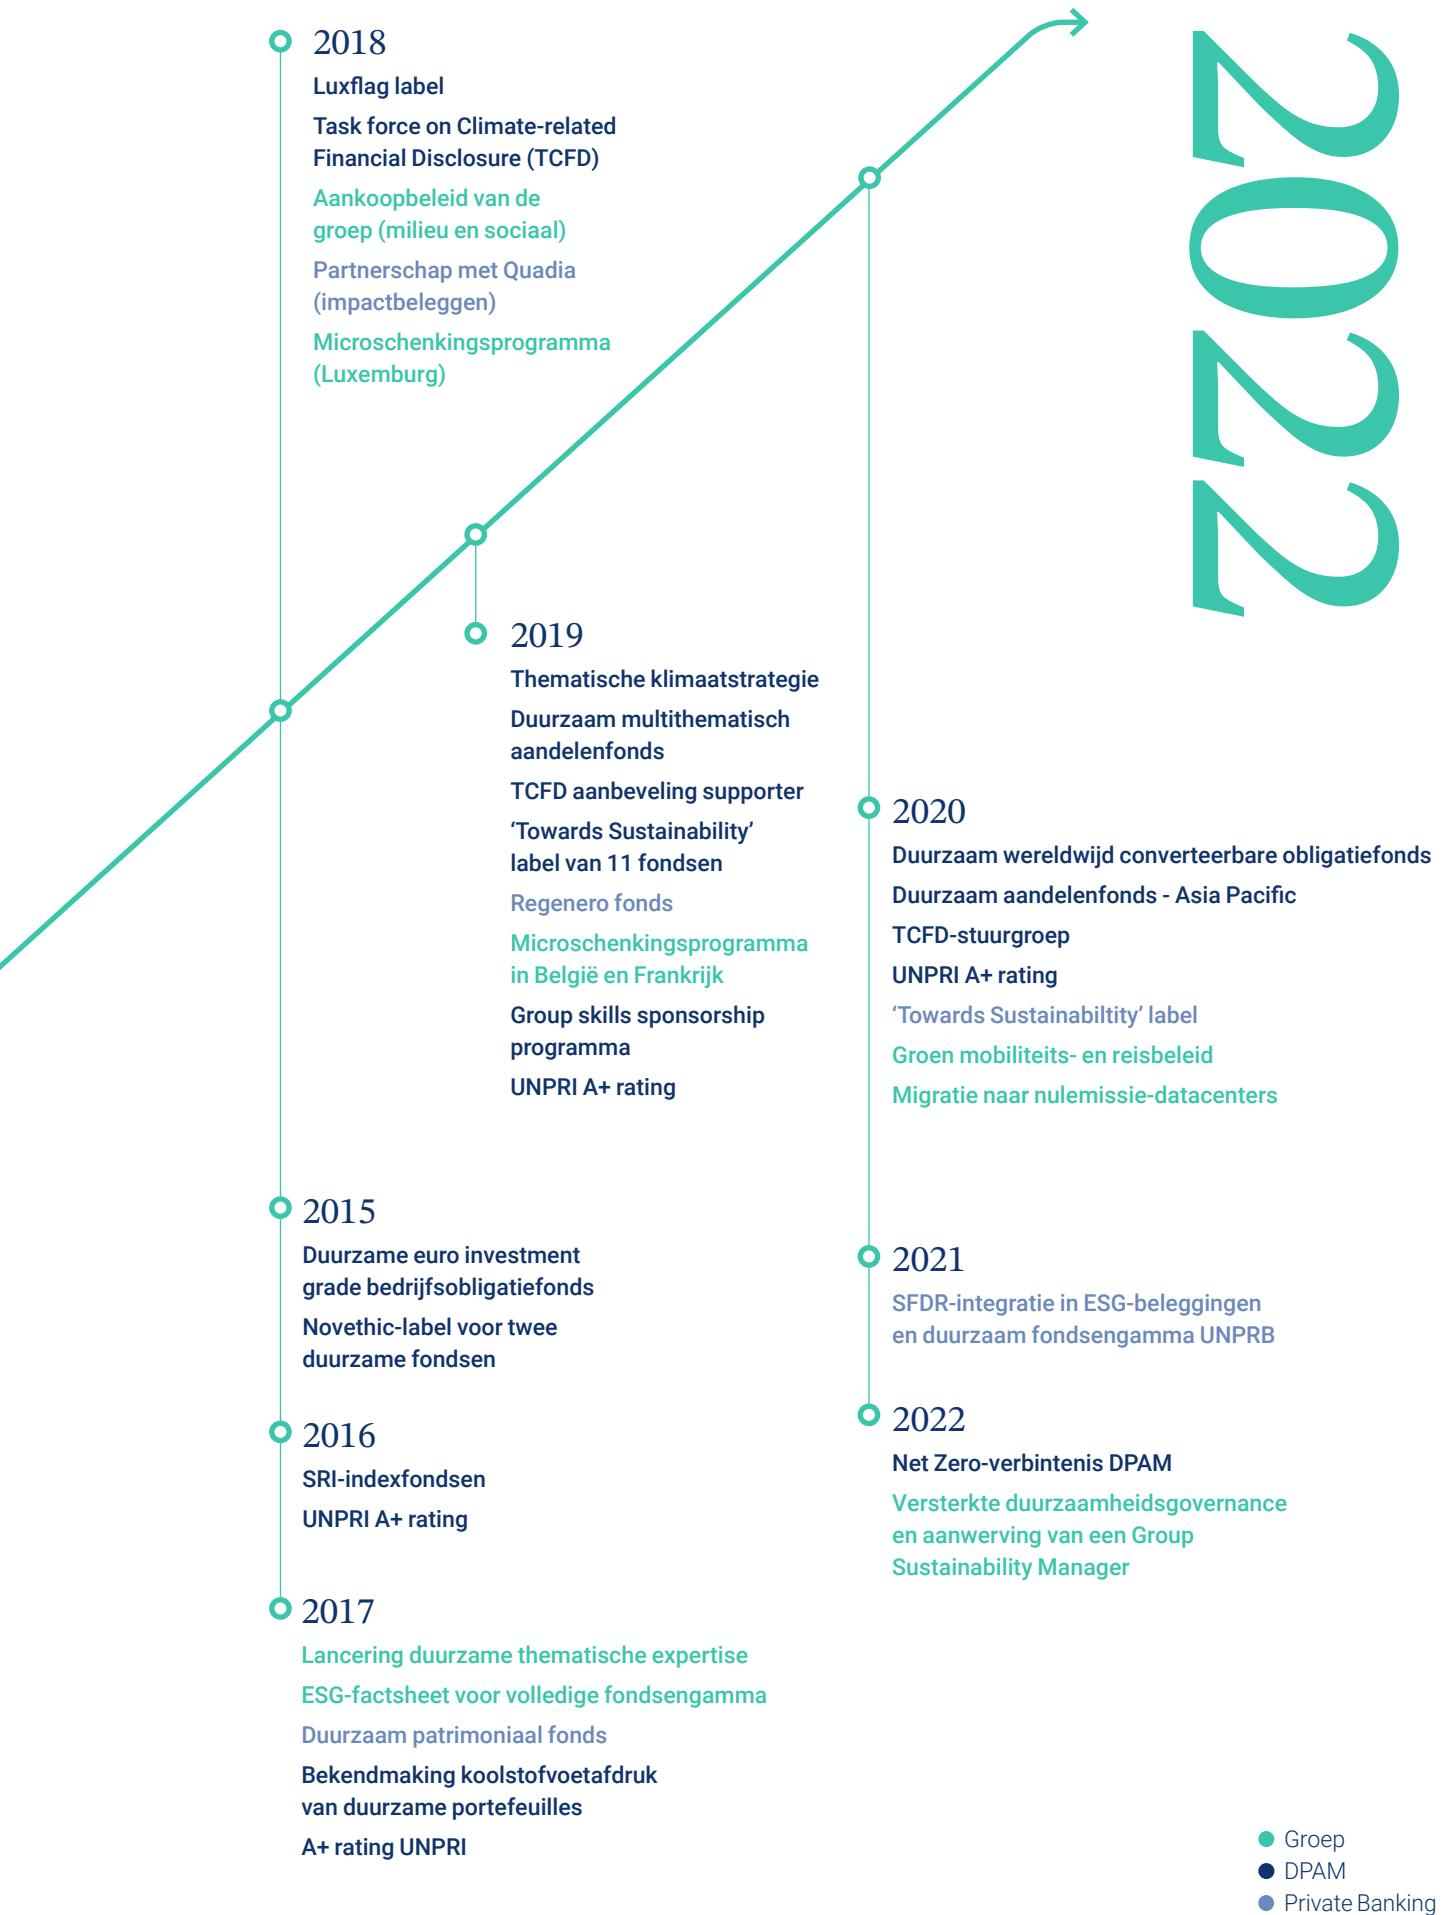 2018
Luxflag label
Task force on Climate-related
Financial Disclosure (TCFD)
Aankoopbeleid van de
groep (milieu en sociaal)
Partnerschap met Quadia
(impactbeleggen)
Microschenkingsprogramma
(Luxemburg)
2022
2019
Thematische klimaatstrategie
Duurzaam multithematisch
aandelenfonds
TCFD aanbeveling supporter
‘Towards Sustainability’
label van 11 fondsen
Regenero fonds
Microschenkingsprogramma
in België en Frankrijk
Group skills sponsorship
programma
UNPRI A+ rating
2020
Duurzaam wereldwijd converteerbare obligatiefonds
Duurzaam aandelenfonds - Asia Pacific
TCFD-stuurgroep
UNPRI A+ rating
‘Towards Sustainabiltity’ label
Groen mobiliteits- en reisbeleid
Migratie naar nulemissie-datacenters
2015
Duurzame euro investment
grade bedrijfsobligatiefonds
Novethic-label voor twee
duurzame fondsen
2016
SRI-indexfondsen
UNPRI A+ rating
2017
Lancering duurzame thematische expertise
ESG-factsheet voor volledige fondsengamma
Duurzaam patrimoniaal fonds
Bekendmaking koolstofvoetafdruk
van duurzame portefeuilles
A+ rating UNPRI
2021
SFDR-integratie in ESG-beleggingen
en duurzaam fondsengamma UNPRB
2022
Net Zero-verbintenis DPAM
Versterkte duurzaamheidsgovernance
en aanwerving van een Group
Sustainability Manager
Groep
DPAM
Private Banking